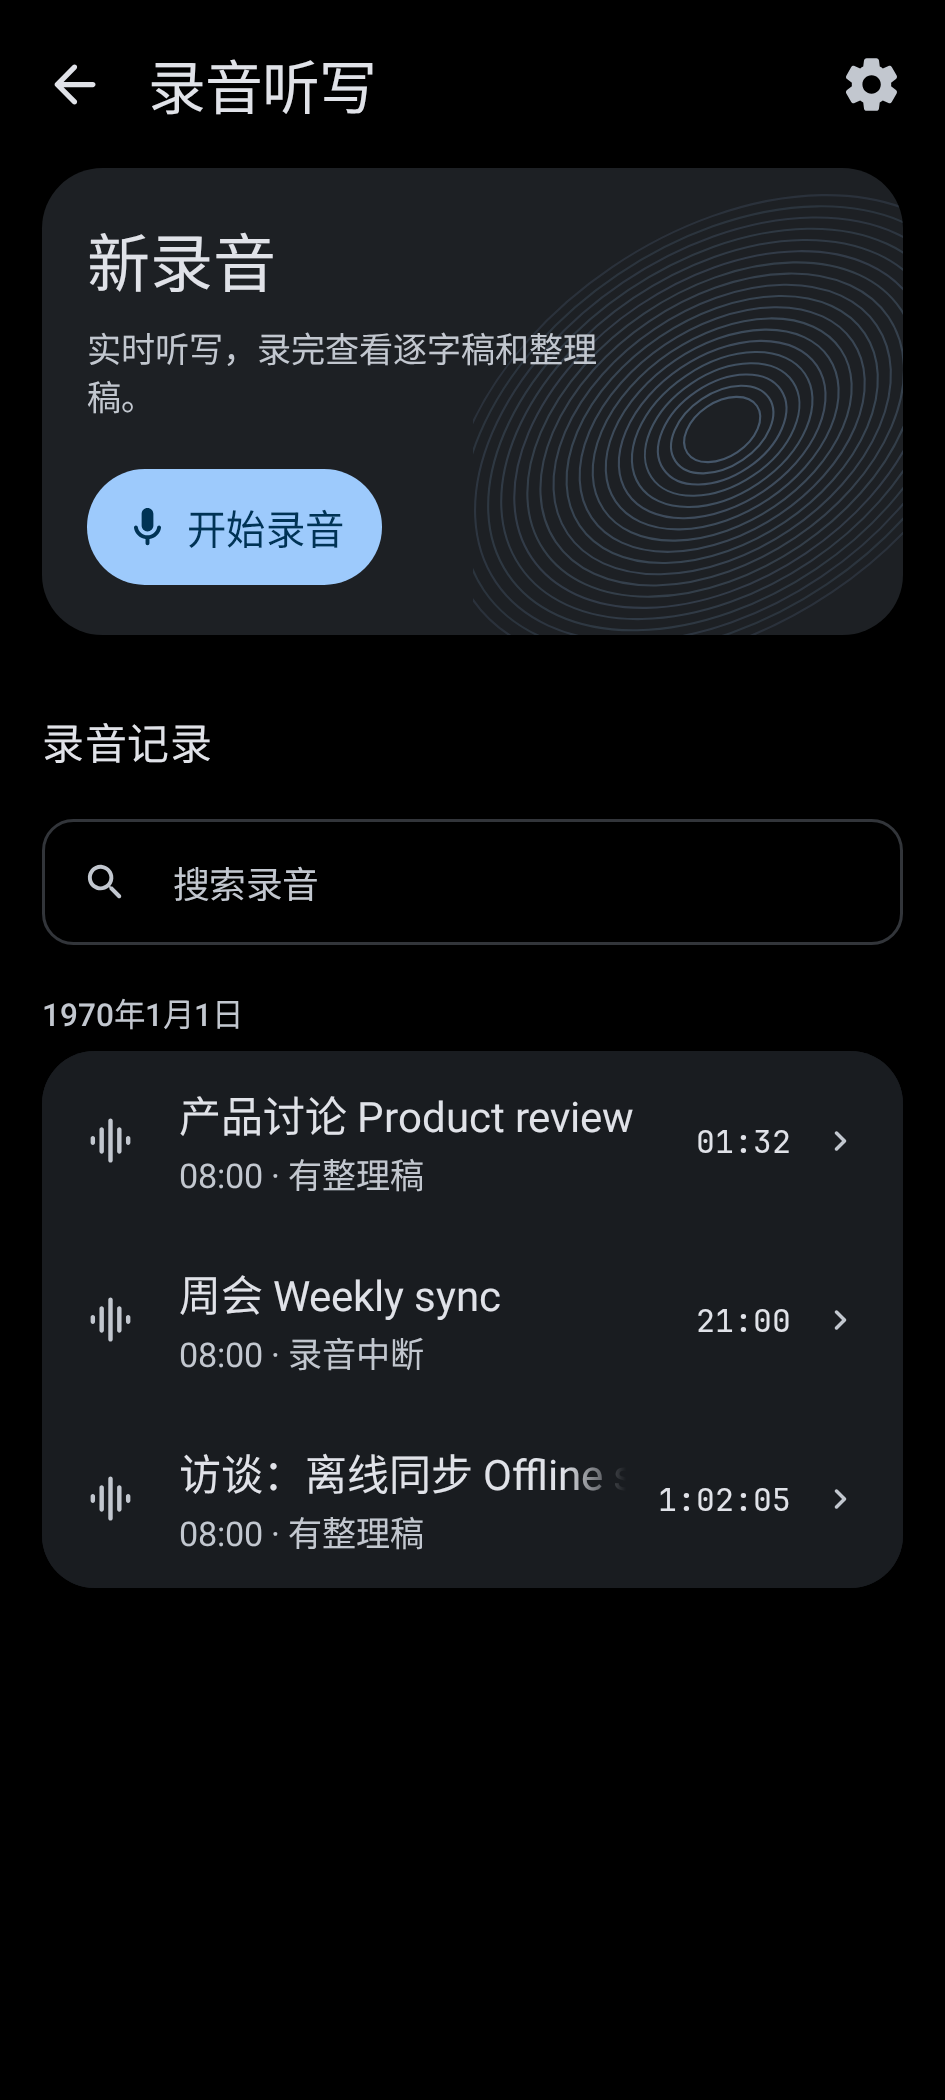 录音听写
新录音
实时听写，录完查看逐字稿和整理
稿。
开始录音
录音记录
搜索录音
1970年1月1日
产品讨论 Product review
01:32
08:00 · 有整理稿
周会 Weekly sync
21:00
08:00 · 录音中断
访谈：离线同步 Offline
1:02:05
08:00 · 有整理稿